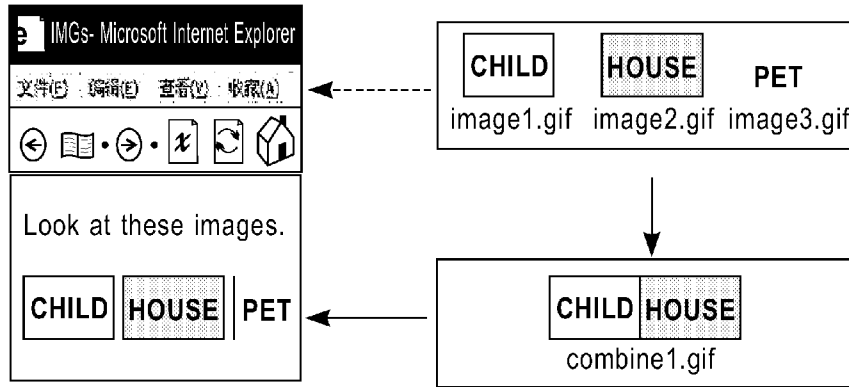 e IMGs- Microsoft Internet Explorer
文件(F) 编辑(E) 查看(V) 收藏(A)
x
Look at these images.
CHILD HOUSE PET
CHILD HOUSE PET
image1.gif image2.gif image3.gif
CHILD HOUSE
combine1.gif